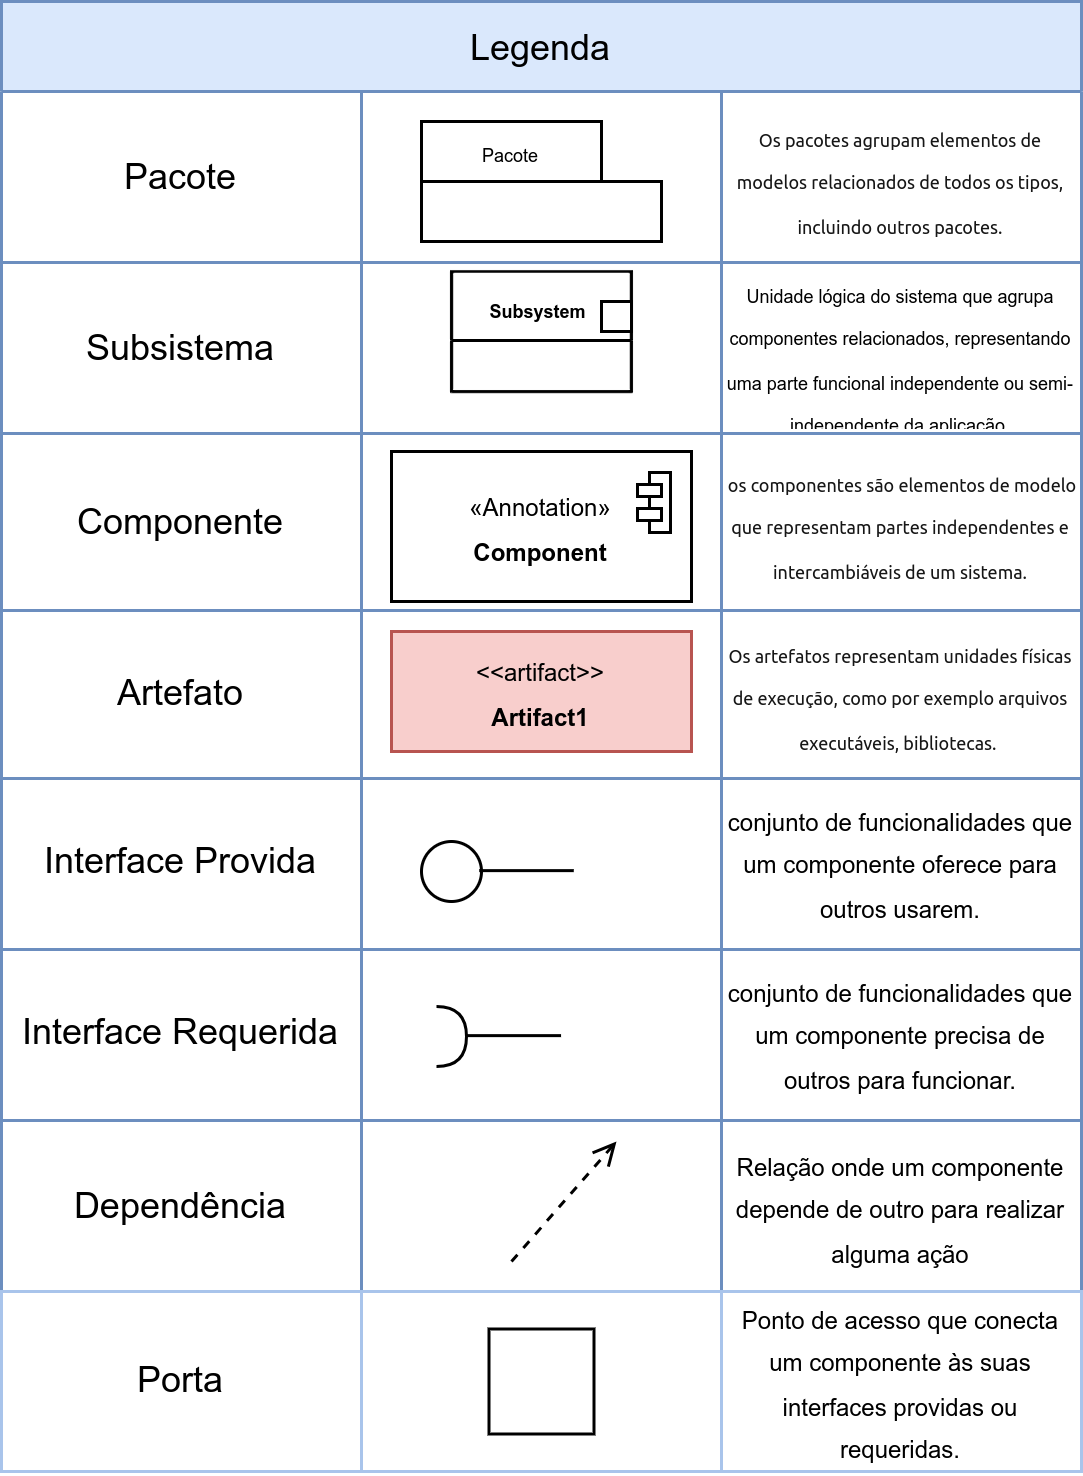 Legenda
Pacote
Pacote
Os pacotes agrupam elementos de
modelos relacionados de todos os tipos,
incluindo outros pacotes.
Subsistema
Subsystem
Unidade lógica do sistema que agrupa
componentes relacionados, representando
uma parte funcional independente ou semi-
independente da aplicação
Componente
«Annotation»
Component
os componentes são elementos de modelo
que representam partes independentes e
intercambiáveis de um sistema.
Artefato
<<artifact>>
Artifact1
Os artefatos representam unidades físicas
de execução, como por exemplo arquivos
executáveis, bibliotecas.
Interface Provida
conjunto de funcionalidades que
um componente oferece para
outros usarem.
Interface Requerida
conjunto de funcionalidades que
um componente precisa de
outros para funcionar.
Dependência
Relação onde um componente
depende de outro para realizar
alguma ação
Porta
Ponto de acesso que conecta
um componente às suas
interfaces providas ou
requeridas.